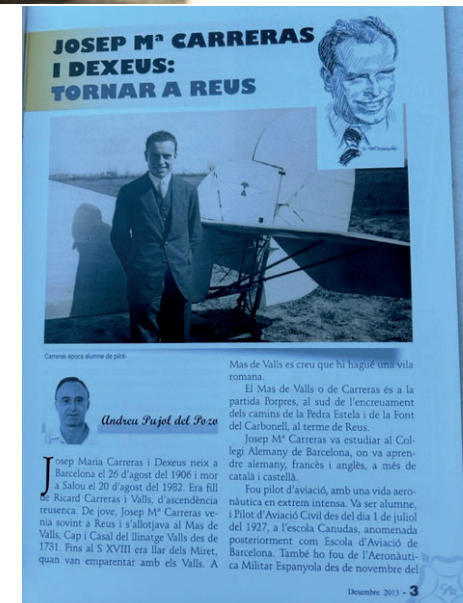 JOSEP Mª CARRERAS
I DEXEUS:
TORNAR A REUS
Carreras època alumne de pilot.
Andreu Pujol del Pozo
Josep Maria Carreras i Dexeus neix a
Barcelona el 26 d'agost del 1906 i mor
a Salou el 20 d'agost del 1982. Era fill
de Ricard Carreras i Valls, d'ascendència
reusenca. De jove, Josep Mª Carreras ve-
nia sovint a Reus i s'allotjava al Mas de
Valls, Cap i Casal del llinatge Valls des de
1731. Fins al S XVIII era llar dels Miret,
quan van emparentar amb els Valls. A
Mas de Valls es creu que hi hagué una vila
romana.
El Mas de Valls o de Carreras és a la
partida Porpres, al sud de l'encreuament
dels camins de la Pedra Estela i de la Font
del Carbonell, al terme de Reus.
Josep Mª Carreras va estudiar al Col-
legi Alemany de Barcelona, on va apren-
dre alemany, francès i anglès, a més de
català i castellà.
Fou pilot d'aviació, amb una vida aero-
nàutica en extrem intensa. Va ser alumne,
i Pilot d'Aviació Civil des del dia 1 de juliol
del 1927, a l'escola Canudas, anomenada
posteriorment com Escola d'Aviació de
Barcelona. També ho fou de l'Aeronàuti-
ca Militar Espanyola des de novembre del
Desembre 2013 - 3